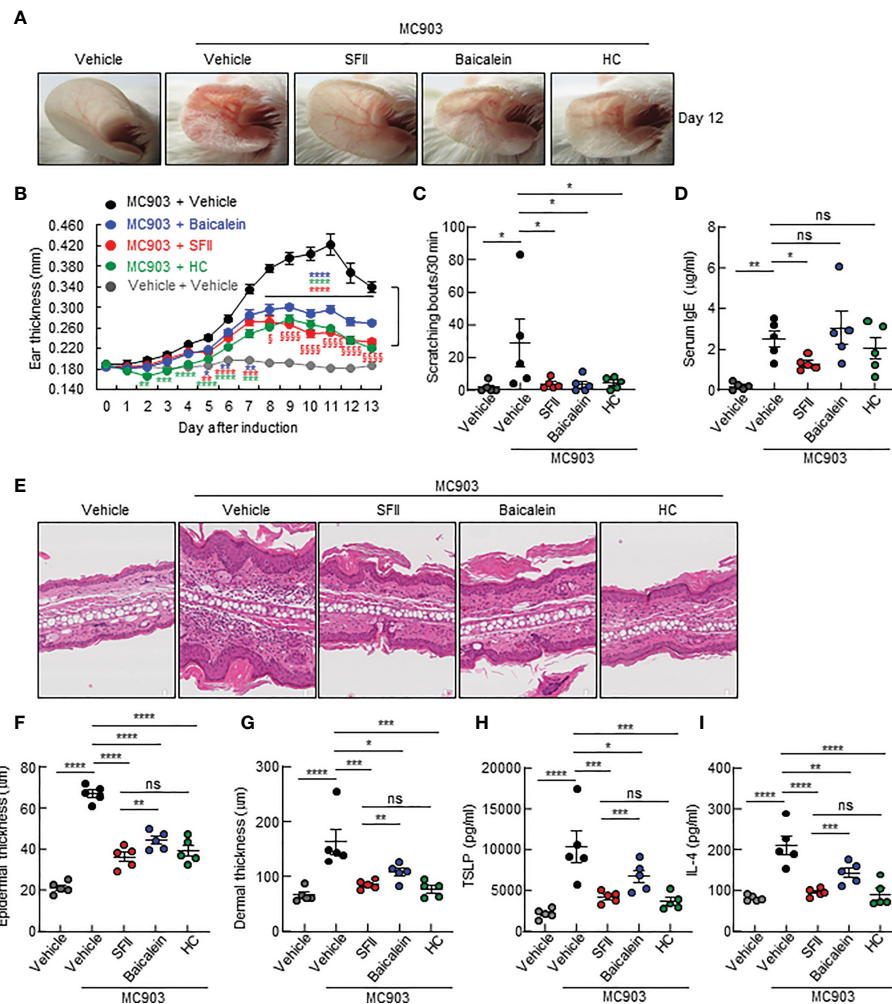 A
MC903
Vehicle
Vehicle
SFII
Baicalein
HC
Day 12
B
MC903 + Vehicle
MC903 + Baicalein
MC903 + SFII
MC903 + HC
Vehicle + Vehicle
Ear thickness (mm)
0.460
0.420
0.380
0.340
0.300
0.260
0.220
0.180
0.140
****
****
****
§ §§§§ §§§§ §§§§ §§§§ §§§§
** *** **** ** **** * *** **** ** *** ***
0 1 2 3 4 5 6 7 8 9 10 11 12 13
Day after induction
C
Scratching bouts/30 min
100
80
60
40
20
0
*
*
*
*
Vehicle
Vehicle
SFII
Baicalein
HC
MC903
D
Serum IgE (µg/ml)
8
6
4
2
0
ns
ns
**
*
Vehicle
Vehicle
SFII
Baicalein
HC
MC903
E
MC903
Vehicle
Vehicle
SFII
Baicalein
HC
F
Epidermal thickness (µm)
80
60
40
20
0
****
****
****
****
ns
**
Vehicle
Vehicle
SFII
Baicalein
HC
MC903
G
Dermal thickness (µm)
300
200
100
0
***
*
****
***
ns
**
Vehicle
Vehicle
SFII
Baicalein
HC
MC903
H
TSLP (pg/ml)
20000
15000
10000
5000
0
***
*
****
***
ns
***
Vehicle
Vehicle
SFII
Baicalein
HC
MC903
I
IL-4 (pg/ml)
400
300
200
100
0
****
**
****
****
ns
***
Vehicle
Vehicle
SFII
Baicalein
HC
MC903